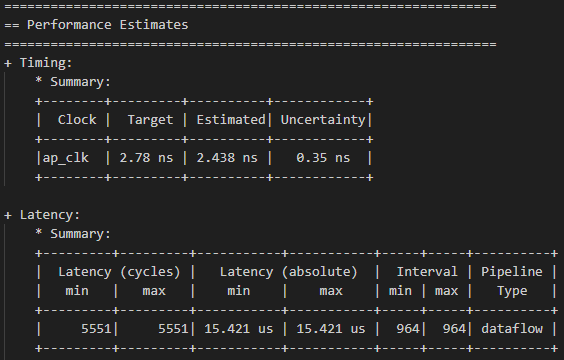 ================================================================
== Performance Estimates
================================================================
+ Timing:
    * Summary:
    +--------+---------+----------+------------+
    |  Clock |  Target | Estimated| Uncertainty|
    +--------+---------+----------+------------+
    |ap_clk  | 2.78 ns | 2.438 ns |   0.35 ns  |
    +--------+---------+----------+------------+

+ Latency:
    * Summary:
    +---------+---------+-----------+-----------+-----+-----+----------+
    |  Latency (cycles) |  Latency (absolute)   |  Interval | Pipeline |
    |   min   |   max   |    min    |    max    | min | max |   Type   |
    +---------+---------+-----------+-----------+-----+-----+----------+
    |     5551|     5551| 15.421 us | 15.421 us |  964|  964| dataflow |
    +---------+---------+-----------+-----------+-----+-----+----------+